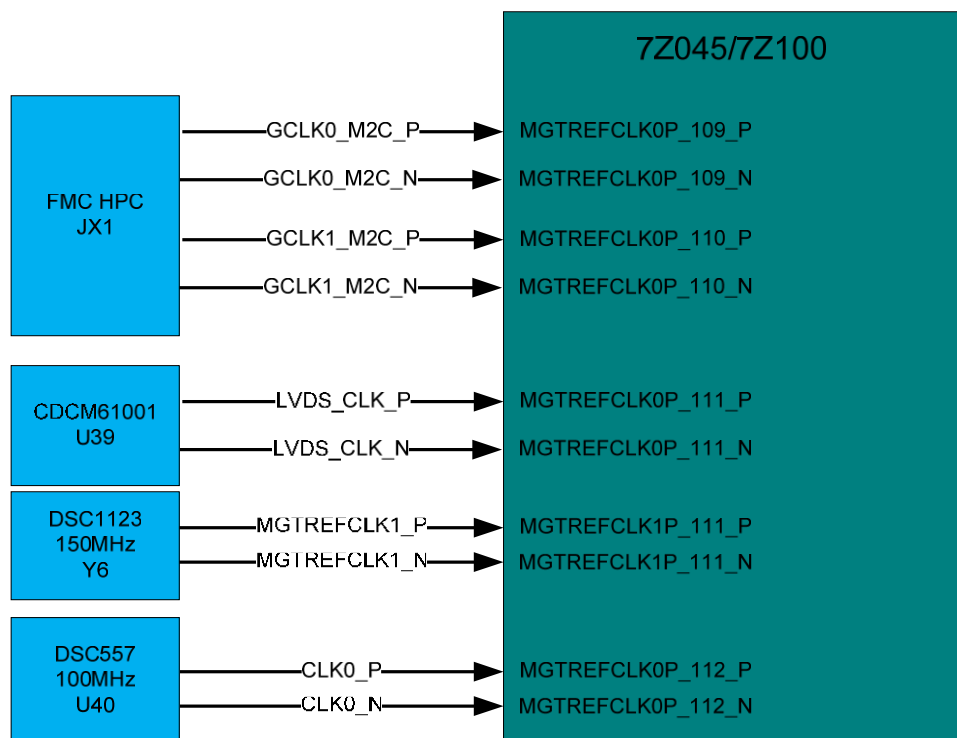 7Z045/7Z100
FMC HPC
JX1
GCLK0_M2C_P
MGTREFCLK0P_109_P
GCLK0_M2C_N
MGTREFCLK0P_109_N
GCLK1_M2C_P
MGTREFCLK0P_110_P
GCLK1_M2C_N
MGTREFCLK0P_110_N
CDCM61001
U39
LVDS_CLK_P
MGTREFCLK0P_111_P
LVDS_CLK_N
MGTREFCLK0P_111_N
DSC1123
150MHz
Y6
MGTREFCLK1_P
MGTREFCLK1P_111_P
MGTREFCLK1_N
MGTREFCLK1P_111_N
DSC557
100MHz
U40
CLK0_P
MGTREFCLK0P_112_P
CLK0_N
MGTREFCLK0P_112_N